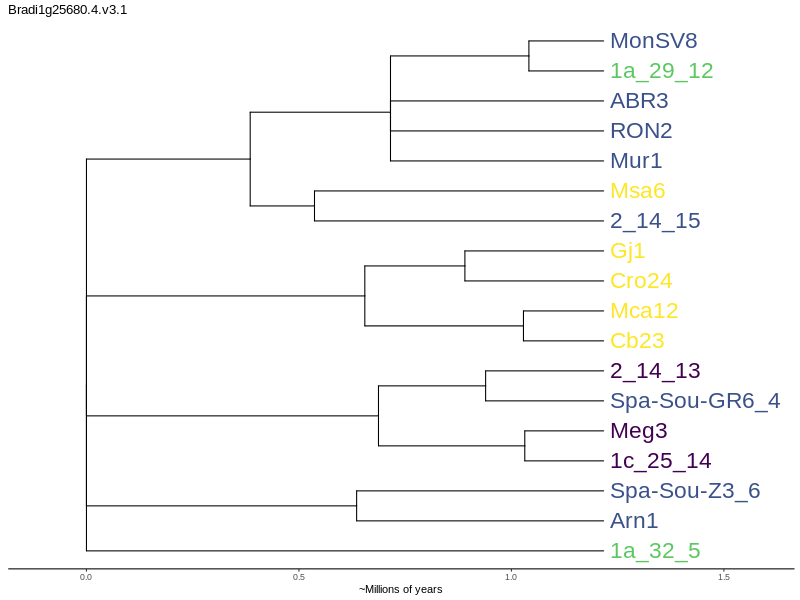 Bradi1g25680.4.v3.1
MonSV8
1a_29_12
ABR3
RON2
Mur1
Msa6
2_14_15
Gj1
Cro24
Mca12
Cb23
2_14_13
Spa-Sou-GR6_4
Meg3
1c_25_14
Spa-Sou-Z3_6
Arn1
1a_32_5
0.0 0.5 1.0 1.5
~Millions of years